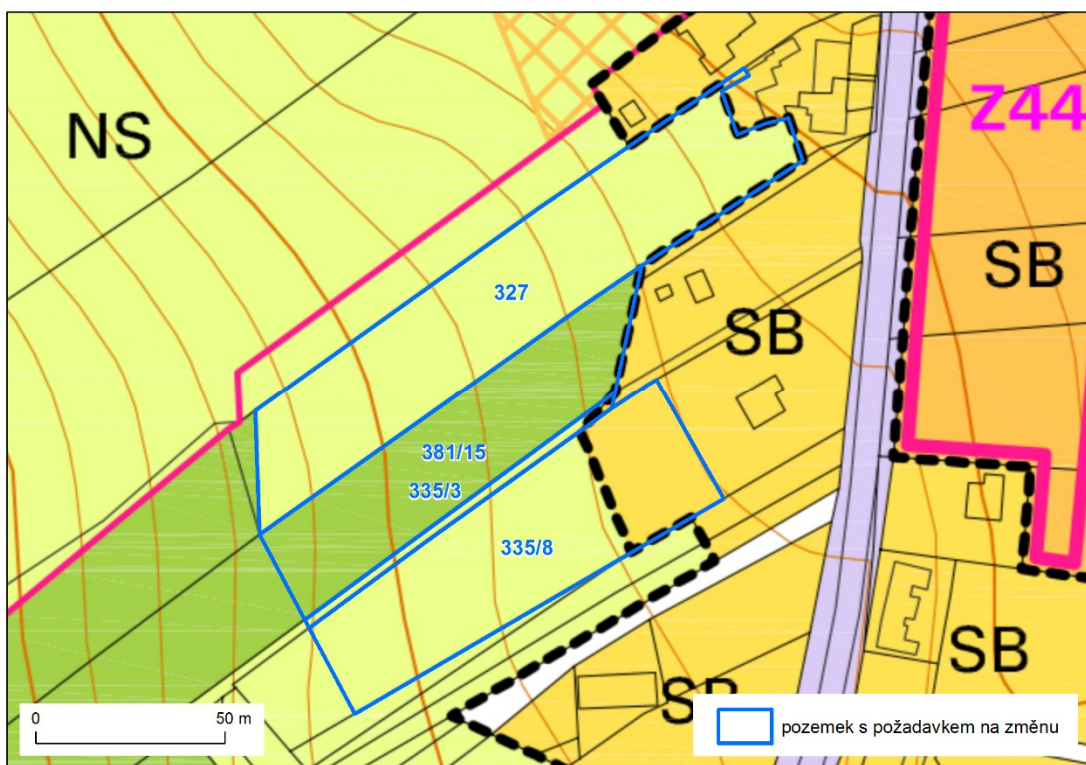 NS
Z44
SB
327
SB
381/15
335/3
335/8
SB
SB
0 50 m
pozemek s požadavkem na změnu